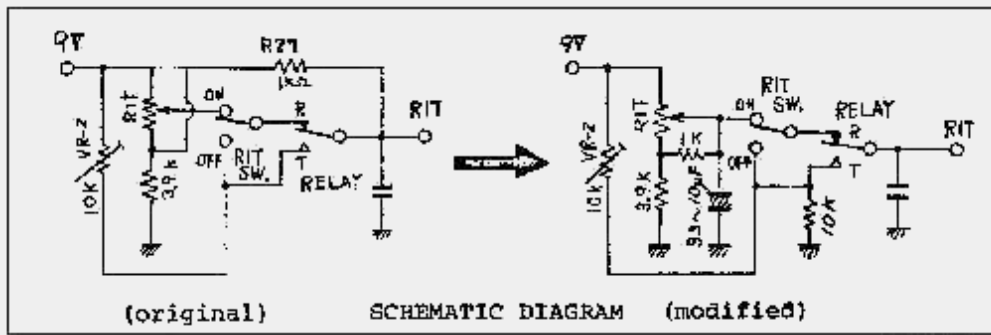 9V
R27
1KΩ
RIT
ON
R
RIT
VR-2
10K
3.9K
OFF
RIT
SW.
T
RELAY
9V
RIT
SW.
RIT
ON
RELAY
R
RIT
VR-2
10K
1K
OFF
T
3.9K
10K
(original) SCHEMATIC DIAGRAM (modified)